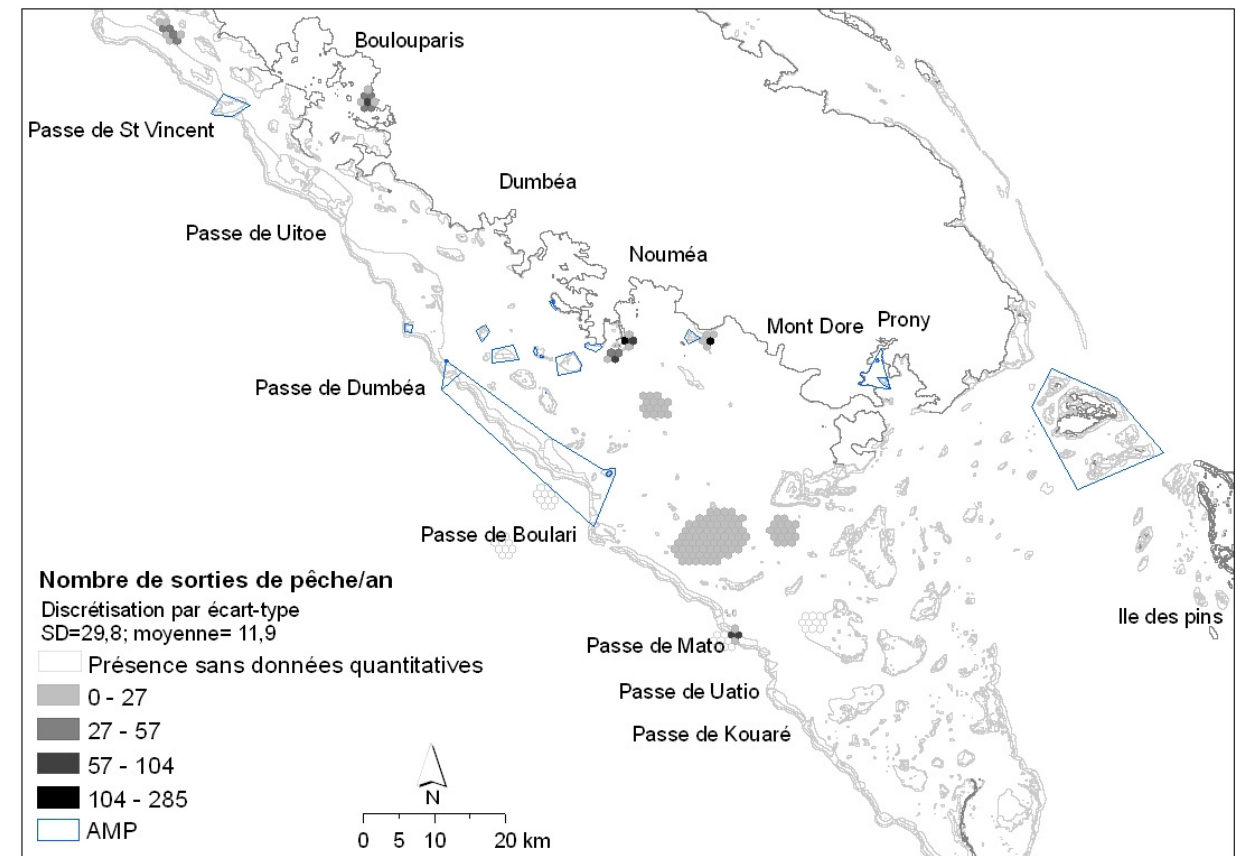 Boulouparis
Passe de St Vincent
Dumbéa
Passe de Uitoe
Nouméa
Mont Dore
Prony
Passe de Dumbéa
Passe de Boulari
Ile des pins
Passe de Mato
Passe de Uatio
Passe de Kouaré
Nombre de sorties de pêche/an
Discrétisation par écart-type
SD=29,8; moyenne= 11,9
Présence sans données quantitatives
0 - 27
27 - 57
57 - 104
104 - 285
AMP
N
0 5 10 20 km